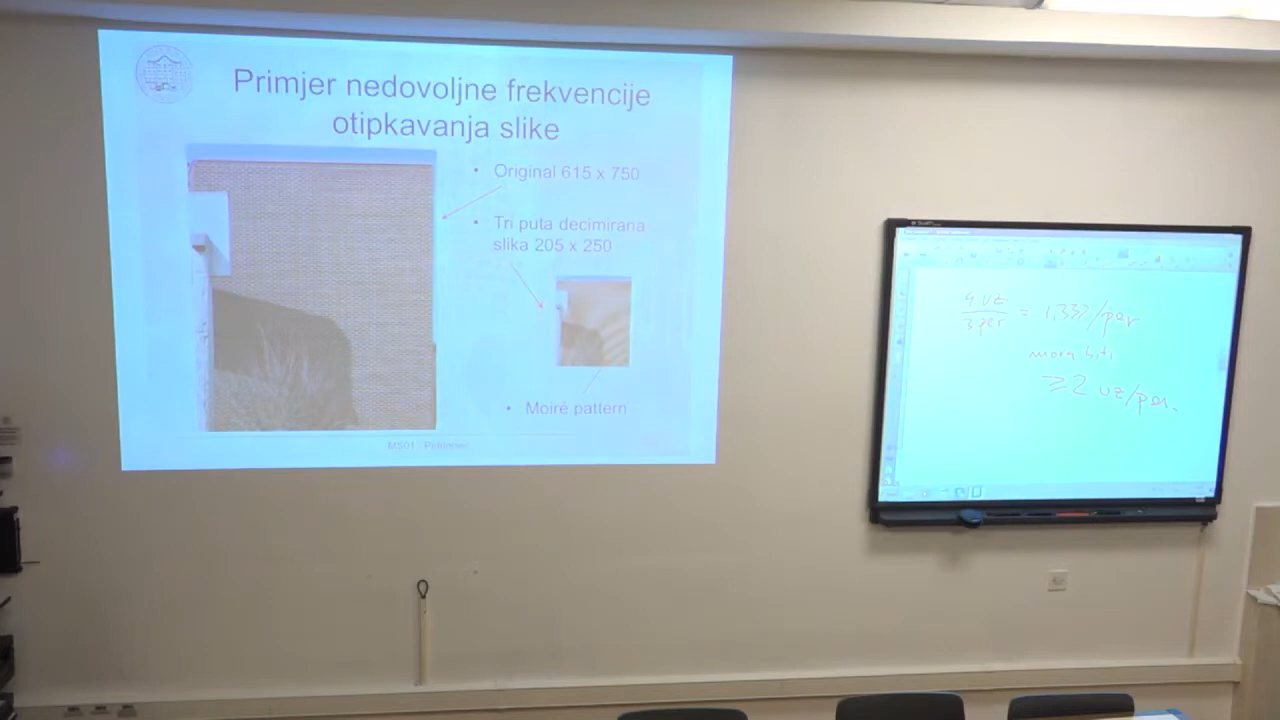 Primjer nedovoljne frekvencije
otipkavanja slike
• Original 615 x 750
• Tri puta decimirana
slika 205 x 250
• Moiré pattern
4 uz
3 per
= 1,33?/per
mora biti
≥2 uz/per.